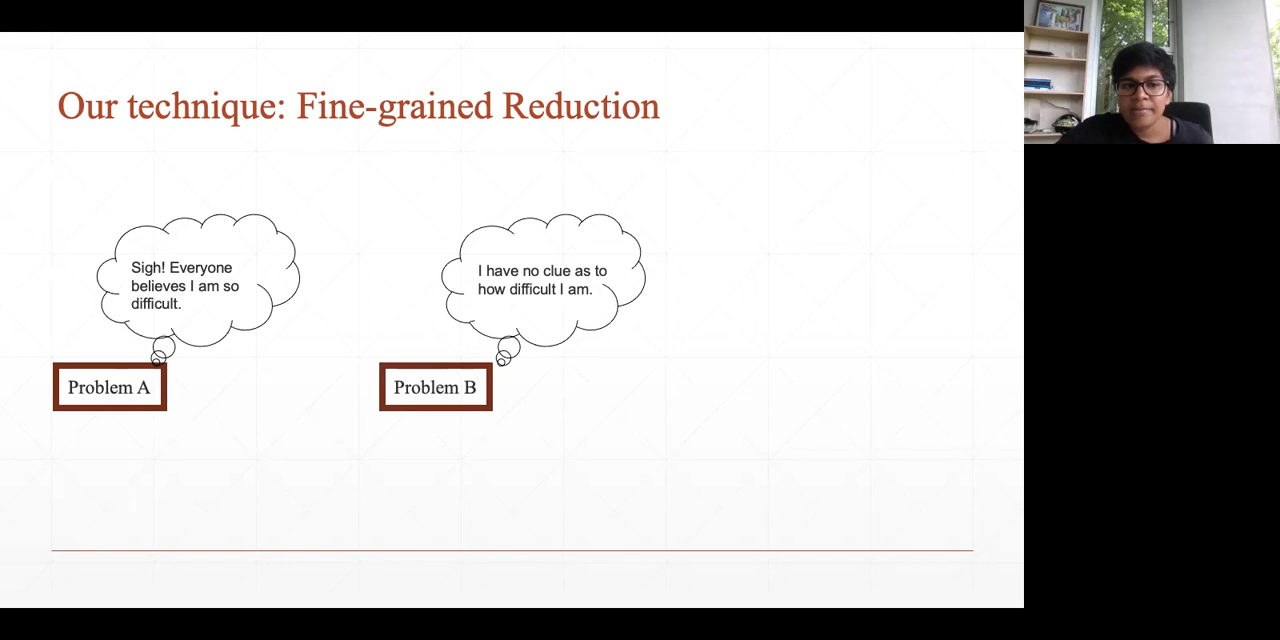 Our technique: Fine-grained Reduction
Sigh! Everyone
believes I am so
difficult.
I have no clue as to
how difficult I am.
Problem A
Problem B